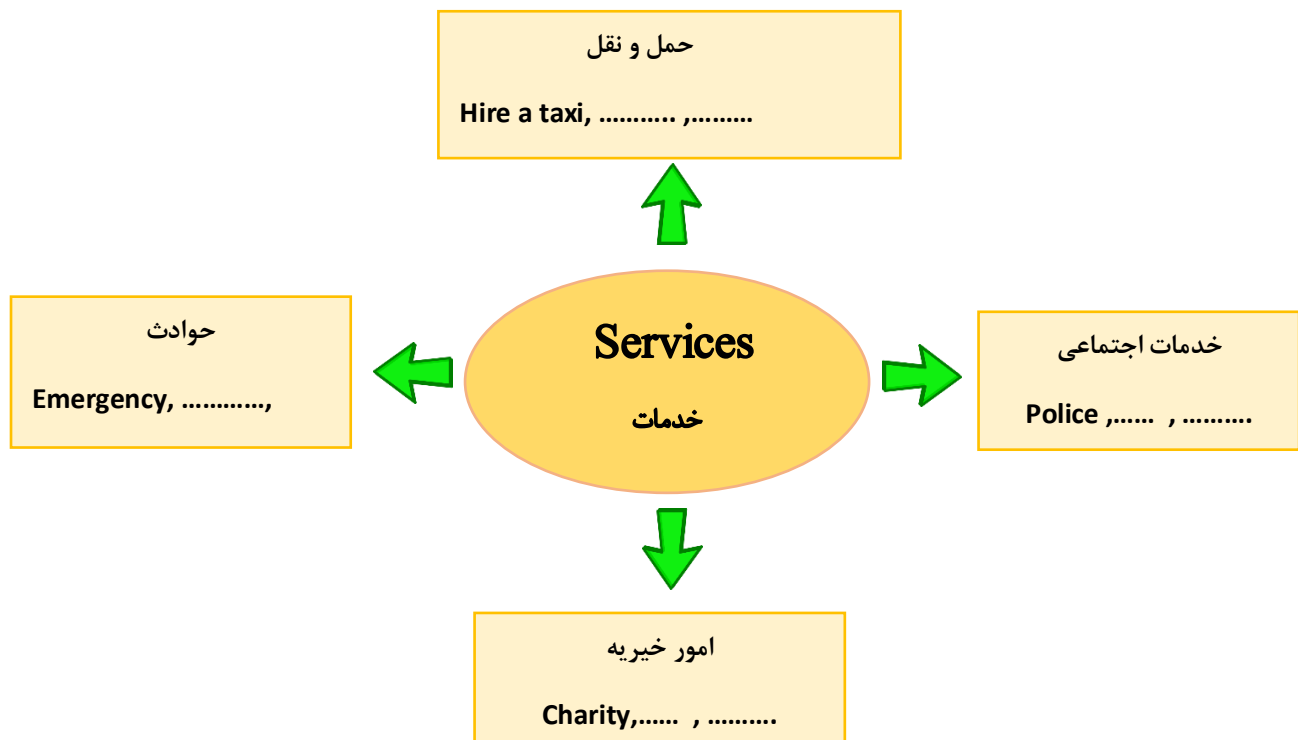 حمل و نقل
Hire a taxi, ……….. ,………
حوادث
Emergency, …………,
Services
خدمات
خدمات اجتماعی
Police ,…… , ……….
امور خیریه
Charity,…… , ……….